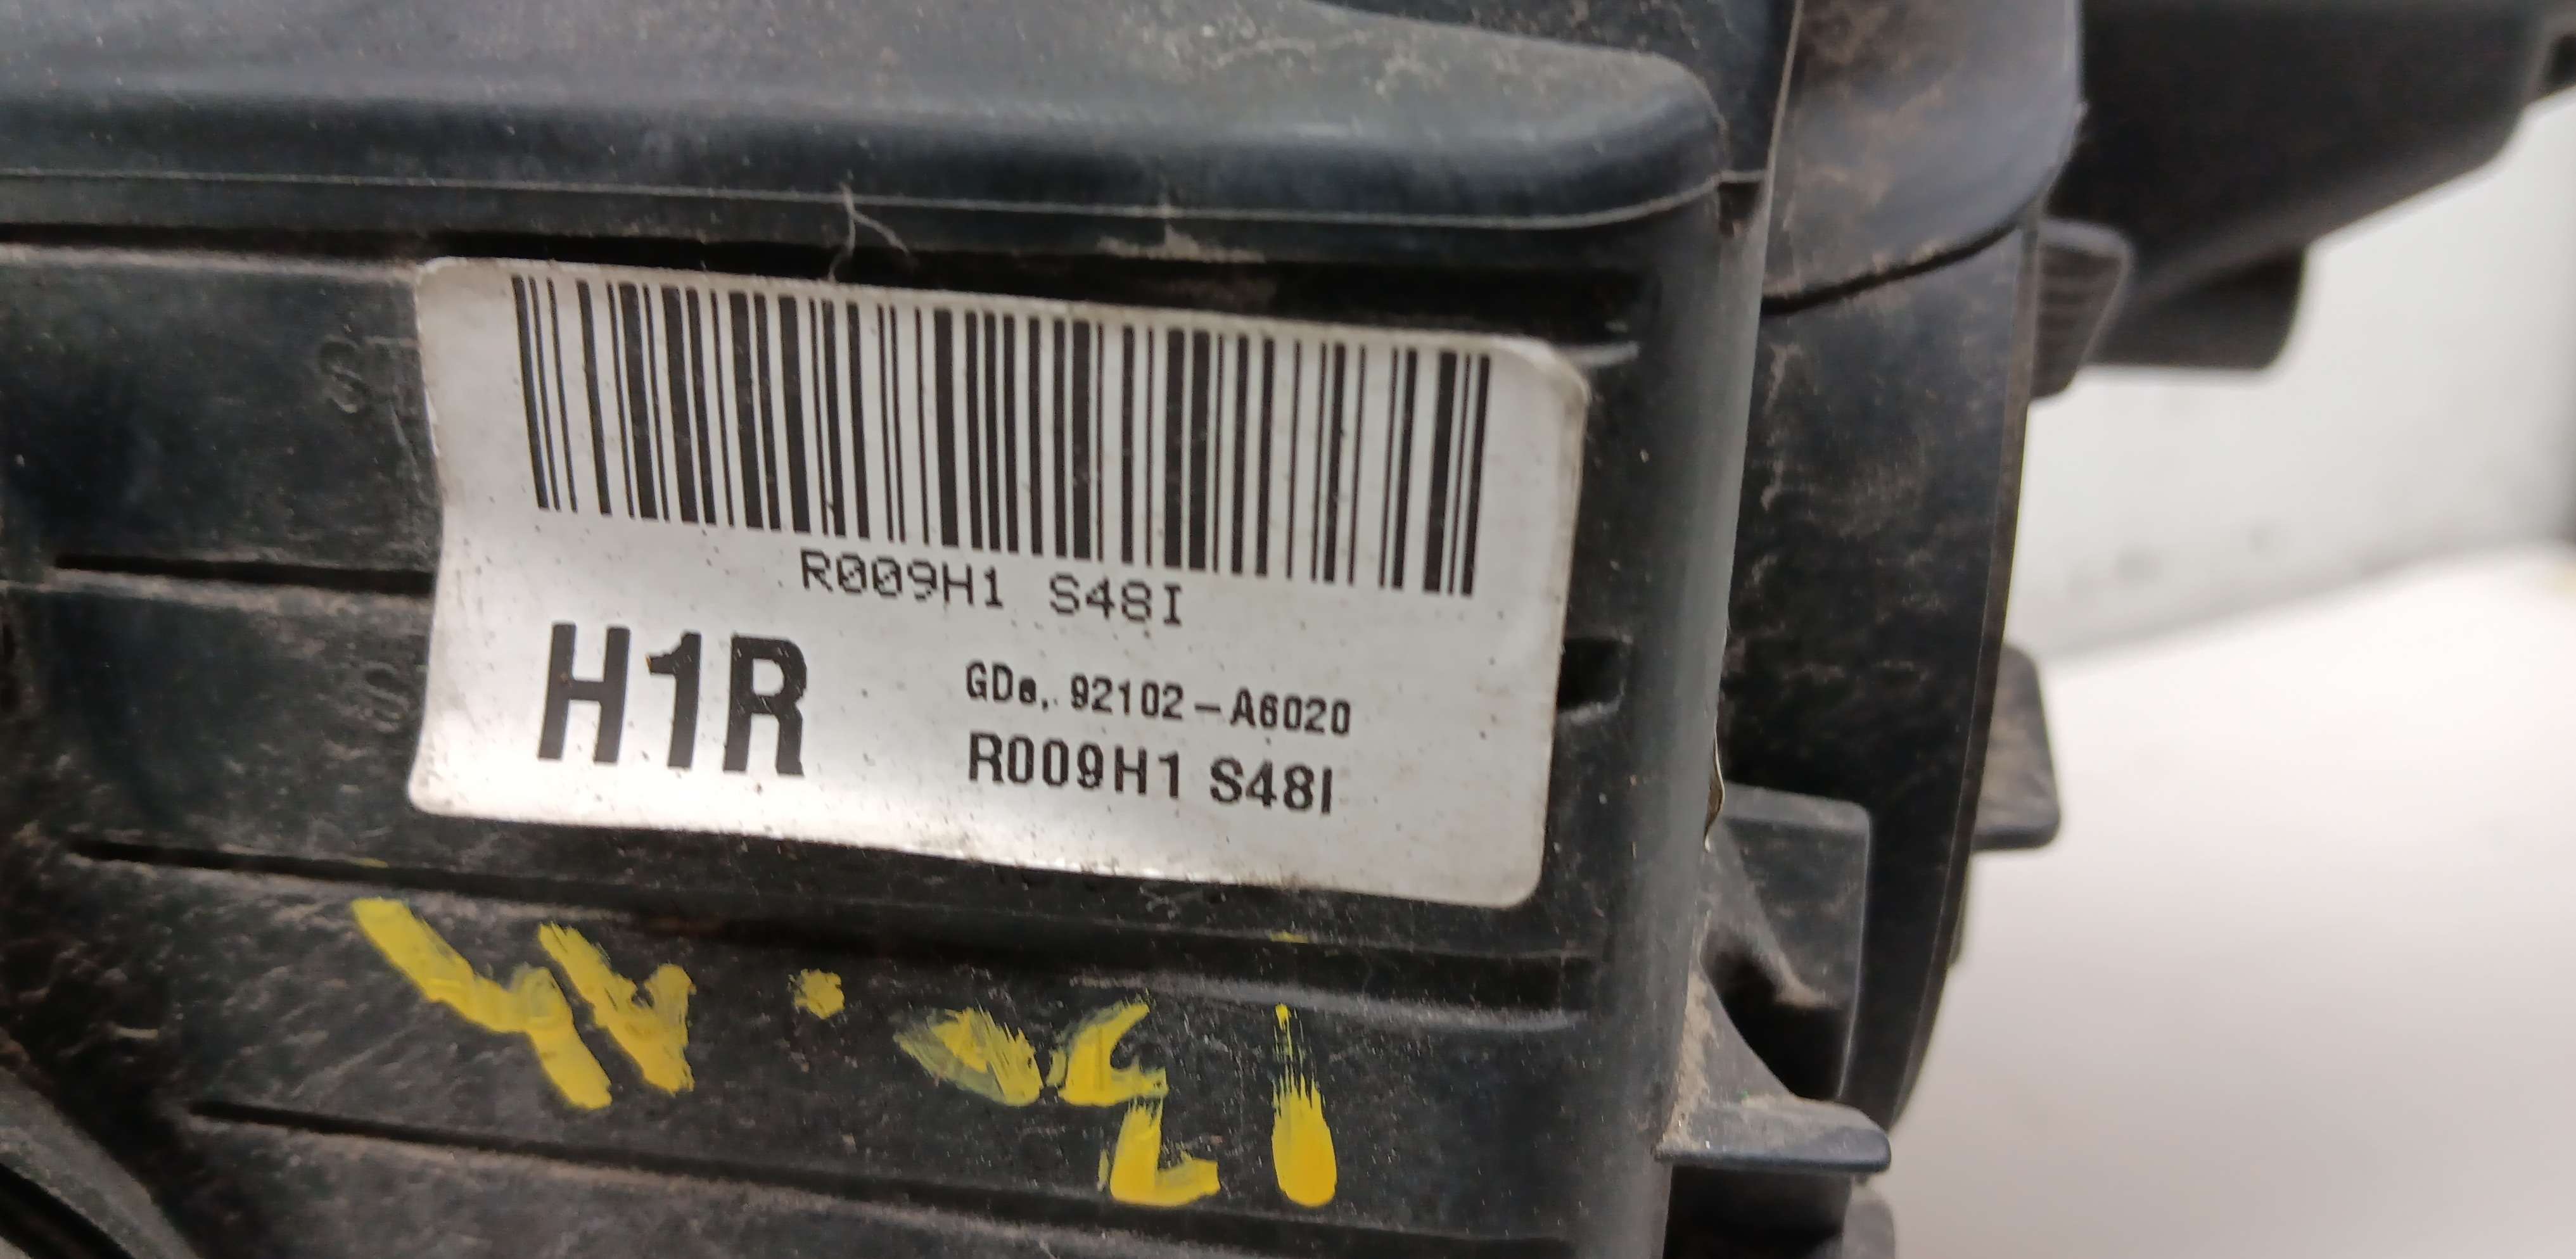 R009H1 S48I
H1R
GDe, 92102-A6020
R009H1 S48I